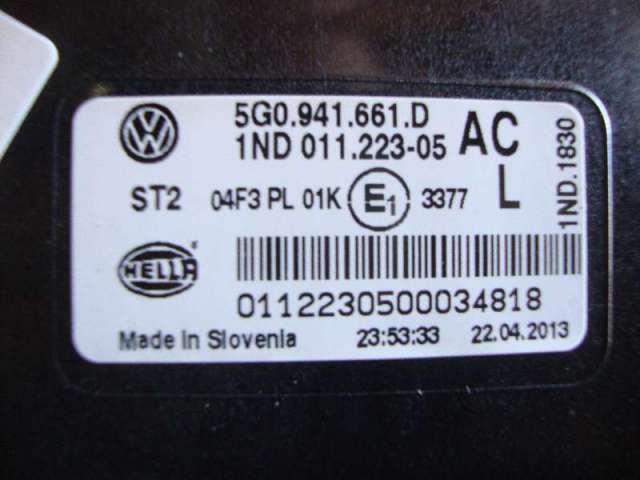 VW
5G0.941.661.D
1ND 011.223-05
AC
L
1ND.1830
ST2 04F3 PL 01K E1 3377
HELLA
0112230500034818
Made in Slovenia 23:53:33 22.04.2013